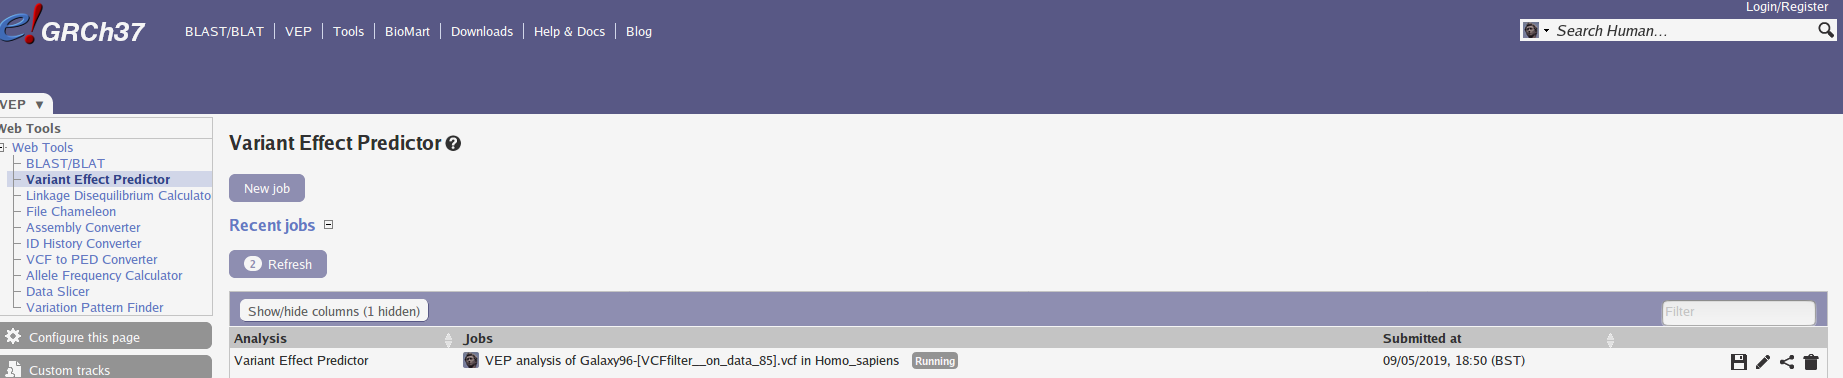 Login/Register
e! GRCh37
BLAST/BLAT VEP Tools BioMart Downloads Help & Docs Blog
Search Human...
VEP ▼
Web Tools
Web Tools
BLAST/BLAT
Variant Effect Predictor
Linkage Disequilibrium Calculato
File Chameleon
Assembly Converter
ID History Converter
VCF to PED Converter
Allele Frequency Calculator
Data Slicer
Variation Pattern Finder
Configure this page
Custom tracks
Variant Effect Predictor ?
New job
Recent jobs
2 Refresh
Show/hide columns (1 hidden)
Filter
Analysis Jobs Submitted at
Variant Effect Predictor VEP analysis of Galaxy96-[VCFfilter__on_data_85].vcf in Homo_sapiens Running 09/05/2019, 18:50 (BST)